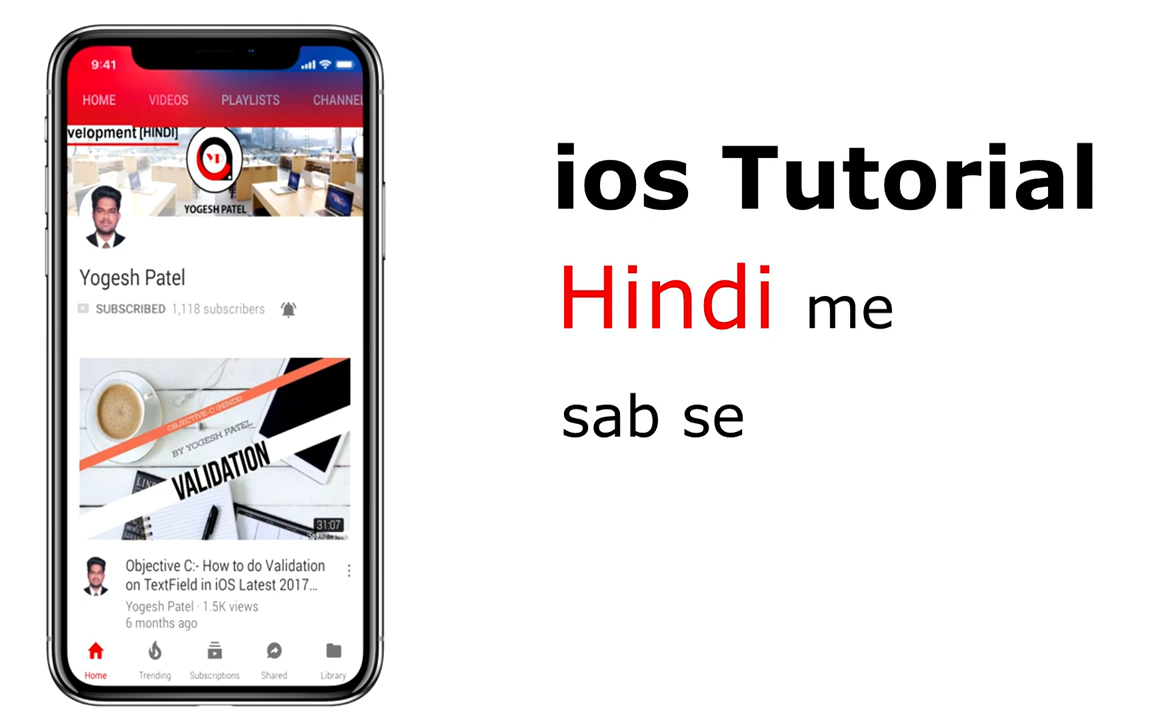 9:41
HOME VIDEOS PLAYLISTS CHANNEL
velopment [HINDI]
YOGESH PATEL
Yogesh Patel
SUBSCRIBED 1,118 subscribers
OBJECTIVE-C (HINDI)
BY YOGESH PATEL
VALIDATION
31:07
Objective C:- How to do Validation
on TextField in iOS Latest 2017...
Yogesh Patel · 1.5K views
6 months ago
Home Trending Subscriptions Shared Library
ios Tutorial
Hindi me
sab se